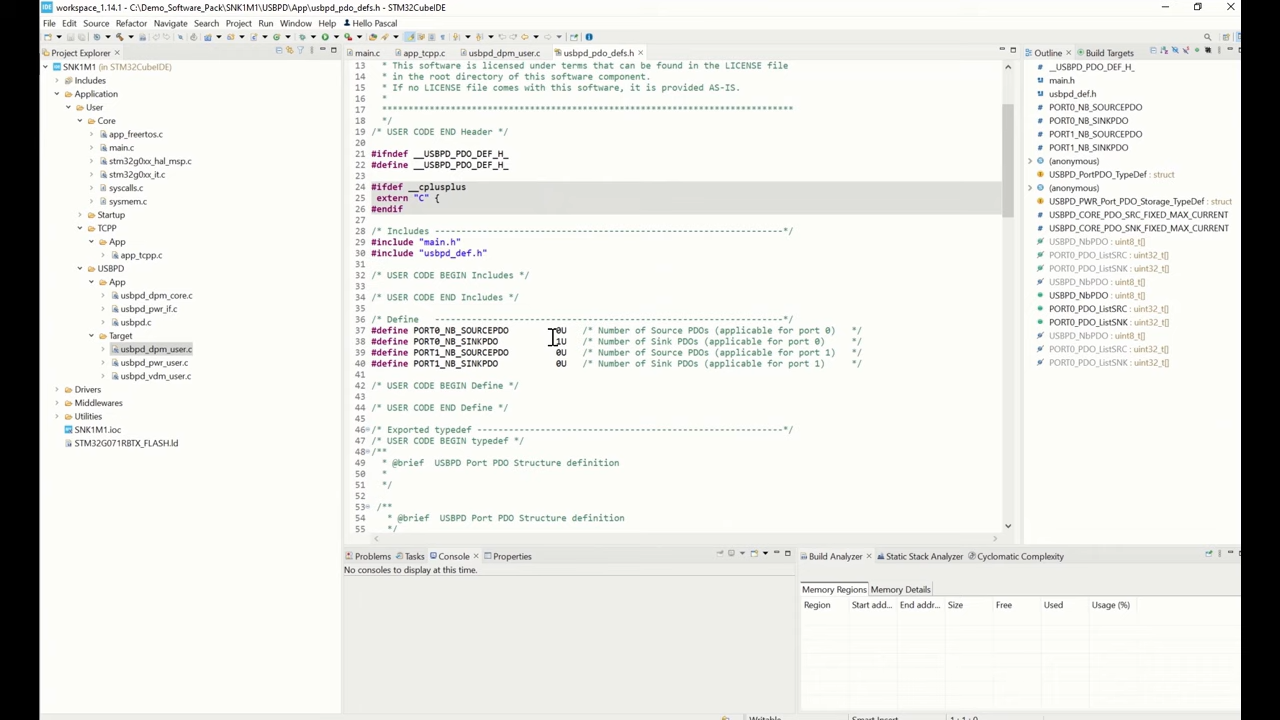 workspace_1.14.1 - C:/Demo_Software_Pack/SNK1M1/USBPD/App/usbpd_pdo_defs.h - STM32CubeIDE
File Edit Source Refactor Navigate Search Project Run Window Help Hello Pascal
Project Explorer
SNK1M1 (in STM32CubeIDE)
Includes
Application
User
Core
app_freertos.c
main.c
stm32g0xx_hal_msp.c
stm32g0xx_it.c
syscalls.c
sysmem.c
Startup
TCPP
App
app_tcpp.c
USBPD
App
usbpd_dpm_core.c
usbpd_pwr_if.c
usbpd.c
Target
usbpd_dpm_user.c
usbpd_pwr_user.c
usbpd_vdm_user.c
Drivers
Middlewares
Utilities
SNK1M1.ioc
STM32G071RBTX_FLASH.ld
main.c app_tcpp.c usbpd_dpm_user.c usbpd_pdo_defs.h
13 * This software is licensed under terms that can be found in the LICENSE file
14 * in the root directory of this software component.
15 * If no LICENSE file comes with this software, it is provided AS-IS.
16 *
17 ******************************************************************************
18 */
19 /* USER CODE END Header */
20
21 #ifndef __USBPD_PDO_DEF_H_
22 #define __USBPD_PDO_DEF_H_
23
24 #ifdef __cplusplus
25 extern "C" {
26 #endif
27
28 /* Includes ------------------------------------------------------------------*/
29 #include "main.h"
30 #include "usbpd_def.h"
31
32 /* USER CODE BEGIN Includes */
33
34 /* USER CODE END Includes */
35
36 /* Define ------------------------------------------------------------------*/
37 #define PORT0_NB_SOURCEPDO 0U /* Number of Source PDOs (applicable for port 0) */
38 #define PORT0_NB_SINKPDO 1U /* Number of Sink PDOs (applicable for port 0) */
39 #define PORT1_NB_SOURCEPDO 0U /* Number of Source PDOs (applicable for port 1) */
40 #define PORT1_NB_SINKPDO 0U /* Number of Sink PDOs (applicable for port 1) */
41
42 /* USER CODE BEGIN Define */
43
44 /* USER CODE END Define */
45
46 /* Exported typedef ----------------------------------------------------------*/
47 /* USER CODE BEGIN typedef */
48 /**
49 * @brief USBPD Port PDO Structure definition
50 *
51 */
52
53 /**
54 * @brief USBPD Port PDO Structure definition
55 */
Outline Build Targets
__USBPD_PDO_DEF_H_
main.h
usbpd_def.h
PORT0_NB_SOURCEPDO
PORT0_NB_SINKPDO
PORT1_NB_SOURCEPDO
PORT1_NB_SINKPDO
(anonymous)
USBPD_PortPDO_TypeDef : struct
(anonymous)
USBPD_PWR_Port_PDO_Storage_TypeDef : struct
USBPD_CORE_PDO_SRC_FIXED_MAX_CURRENT
USBPD_CORE_PDO_SNK_FIXED_MAX_CURRENT
USBPD_NbPDO : uint8_t[]
PORT0_PDO_ListSRC : uint32_t[]
PORT0_PDO_ListSNK : uint32_t[]
USBPD_NbPDO : uint8_t[]
USBPD_NbPDO : uint8_t[]
PORT0_PDO_ListSRC : uint32_t[]
PORT0_PDO_ListSNK : uint32_t[]
USBPD_NbPDO : uint8_t[]
PORT1_PDO_ListSRC : uint32_t[]
PORT1_PDO_ListSNK : uint32_t[]
Problems Tasks Console Properties
No consoles to display at this time.
Build Analyzer Static Stack Analyzer Cyclomatic Complexity
Memory Regions Memory Details
Region Start add... End addr... Size Free Used Usage (%)
Writable Smart Insert 1 : 1 : 0